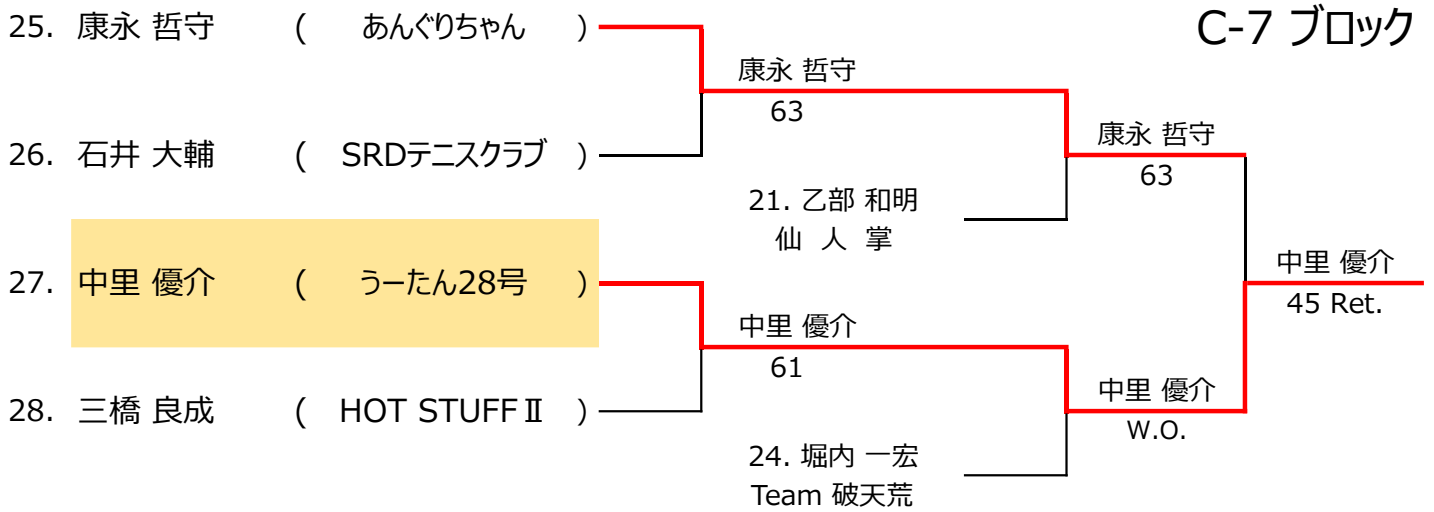 C-7 ブロック
25. 康永 哲守 ( あんぐりちゃん )
康永 哲守
63
26. 石井 大輔 ( SRDテニスクラブ )
康永 哲守
63
21. 乙部 和明
仙 人 掌
27. 中里 優介 ( うーたん28号 )
中里 優介
45 Ret.
中里 優介
61
28. 三橋 良成 ( HOT STUFFⅡ )
中里 優介
W.O.
24. 堀内 一宏
Team 破天荒